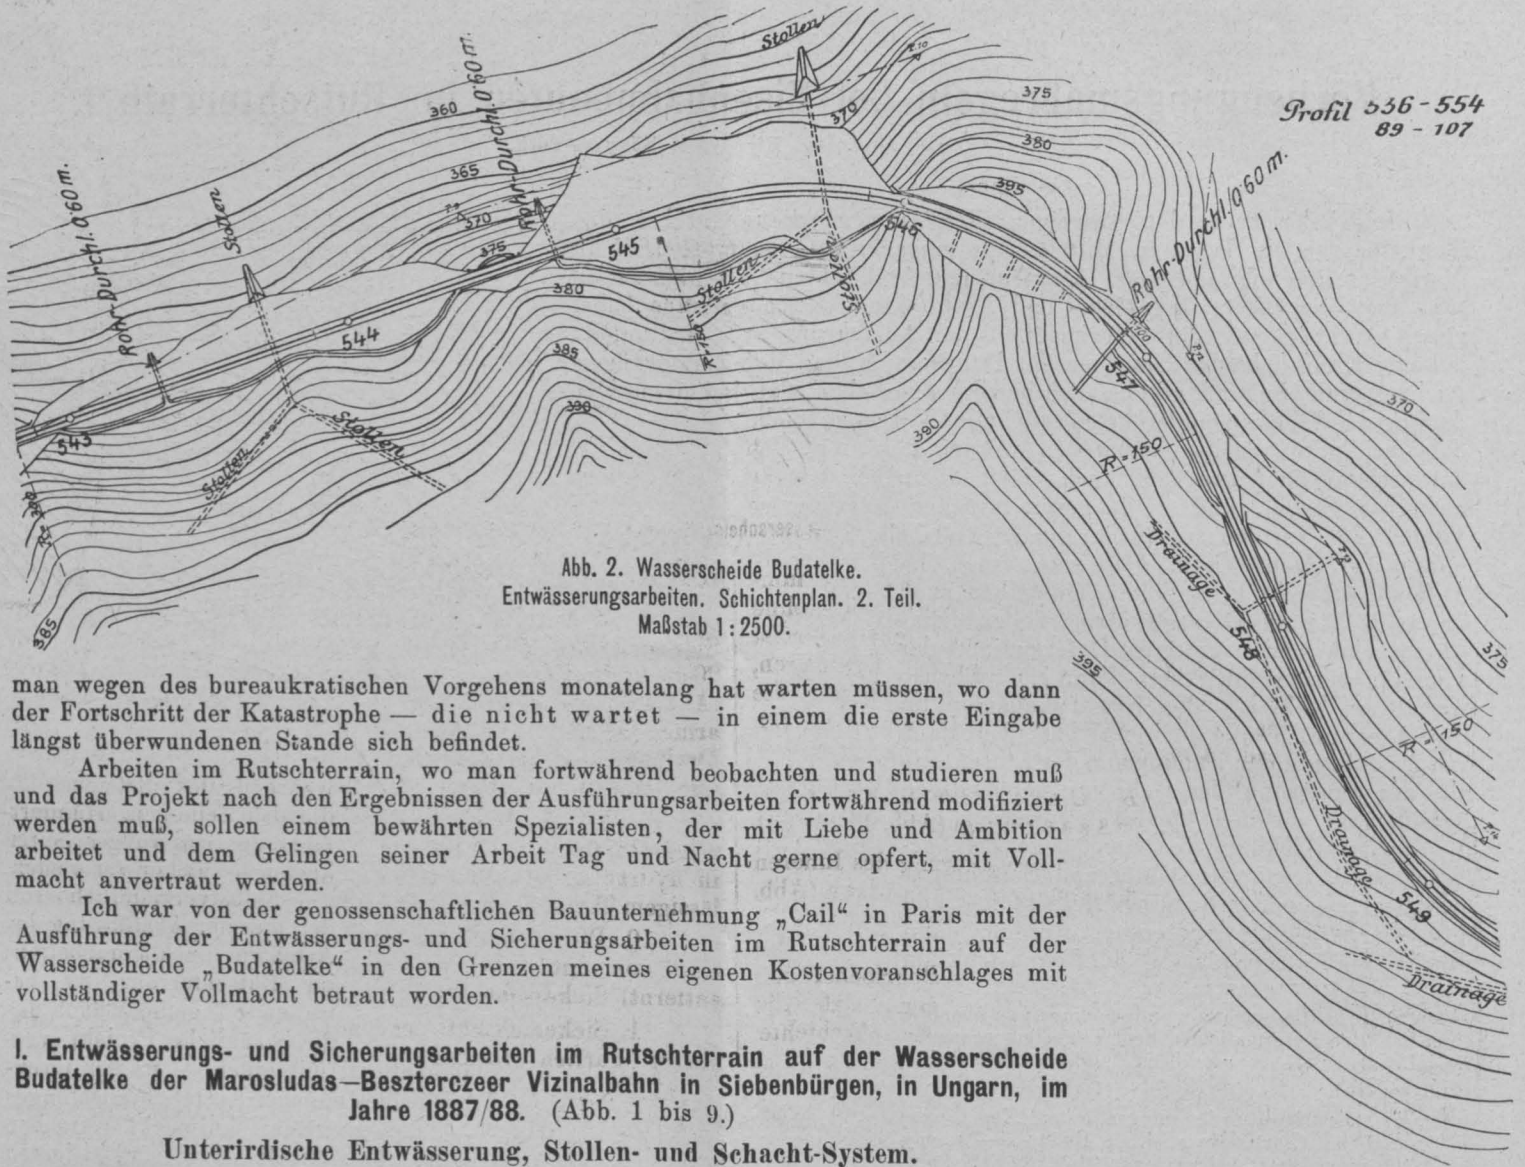 Profil 536 - 554
89 - 107
Stollen
360
370
375
380
395
365
370
375
Rohr-Durchl. 0.60 m.
Stollen
Rohr-Durchl. 0.60 m.
Rohr-Durchl. 0.60 m.
543
544
545
546
547
548
549
Stollen
Stollen
Stollen
Stollen
380
385
390
390
385
395
370
375
R=150
R=150
R=150
Drainage
Drainage
Drainage
Abb. 2. Wasserscheide Budatelke.
Entwässerungsarbeiten. Schichtenplan. 2. Teil.
Maßstab 1:2500.
man wegen des bureaukratischen Vorgehens monatelang hat warten müssen, wo dann
der Fortschritt der Katastrophe — die nicht wartet — in einem die erste Eingabe
längst überwundenen Stande sich befindet.
Arbeiten im Rutschterrain, wo man fortwährend beobachten und studieren muß
und das Projekt nach den Ergebnissen der Ausführungsarbeiten fortwährend modifiziert
werden muß, sollen einem bewährten Spezialisten, der mit Liebe und Ambition
arbeitet und dem Gelingen seiner Arbeit Tag und Nacht gerne opfert, mit Voll-
macht anvertraut werden.
Ich war von der genossenschaftlichen Bauunternehmung „Cail“ in Paris mit der
Ausführung der Entwässerungs- und Sicherungsarbeiten im Rutschterrain auf der
Wasserscheide „Budatelke“ in den Grenzen meines eigenen Kostenvoranschlages mit
vollständiger Vollmacht betraut worden.
I. Entwässerungs- und Sicherungsarbeiten im Rutschterrain auf der Wasserscheide
Budatelke der Marosludas—Beszterczeer Vizinalbahn in Siebenbürgen, in Ungarn, im
Jahre 1887/88. (Abb. 1 bis 9.)
Unterirdische Entwässerung, Stollen- und Schacht-System.